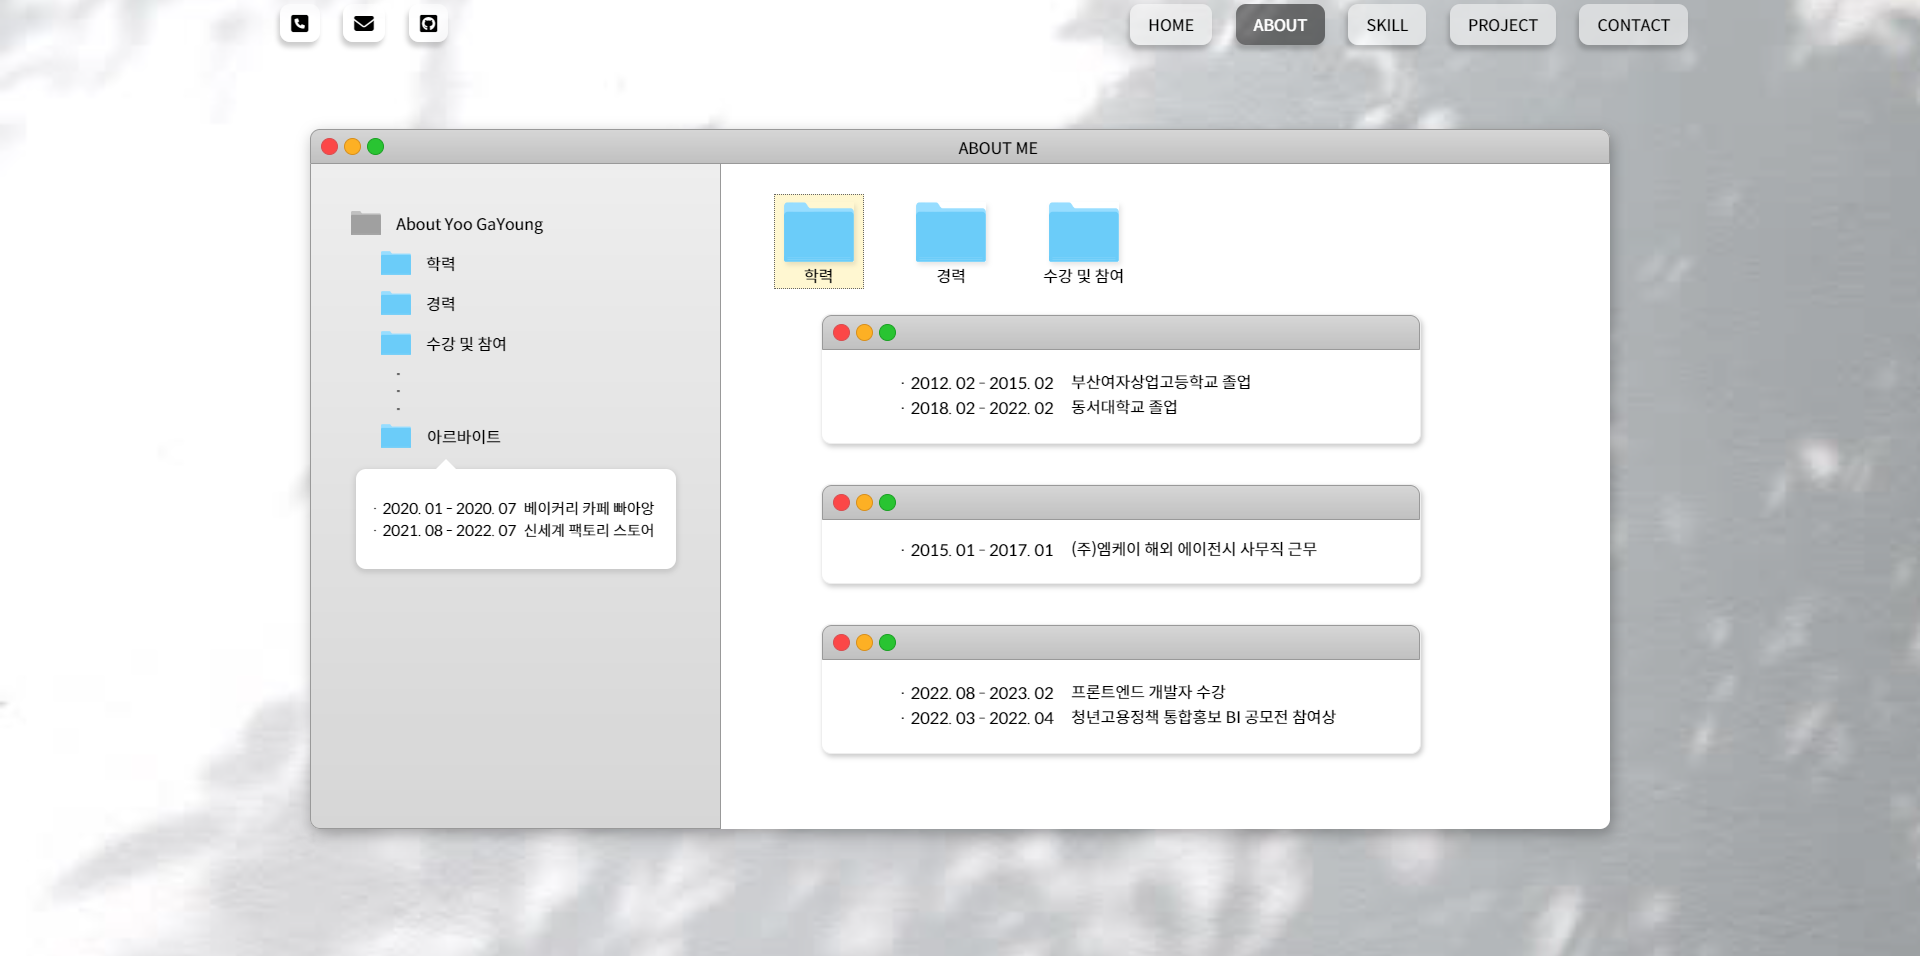 HOME
ABOUT
SKILL
PROJECT
CONTACT
ABOUT ME
About Yoo GaYoung
학력
경력
수강 및 참여
.
.
.
아르바이트
· 2020. 01 - 2020. 07 베이커리 카페 빠아앙
· 2021. 08 - 2022. 07 신세계 팩토리 스토어
학력
경력
수강 및 참여
· 2012. 02 - 2015. 02 부산여자상업고등학교 졸업
· 2018. 02 - 2022. 02 동서대학교 졸업
· 2015. 01 - 2017. 01 (주)엠케이 해외 에이전시 사무직 근무
· 2022. 08 - 2023. 02 프론트엔드 개발자 수강
· 2022. 03 - 2022. 04 청년고용정책 통합홍보 BI 공모전 참여상